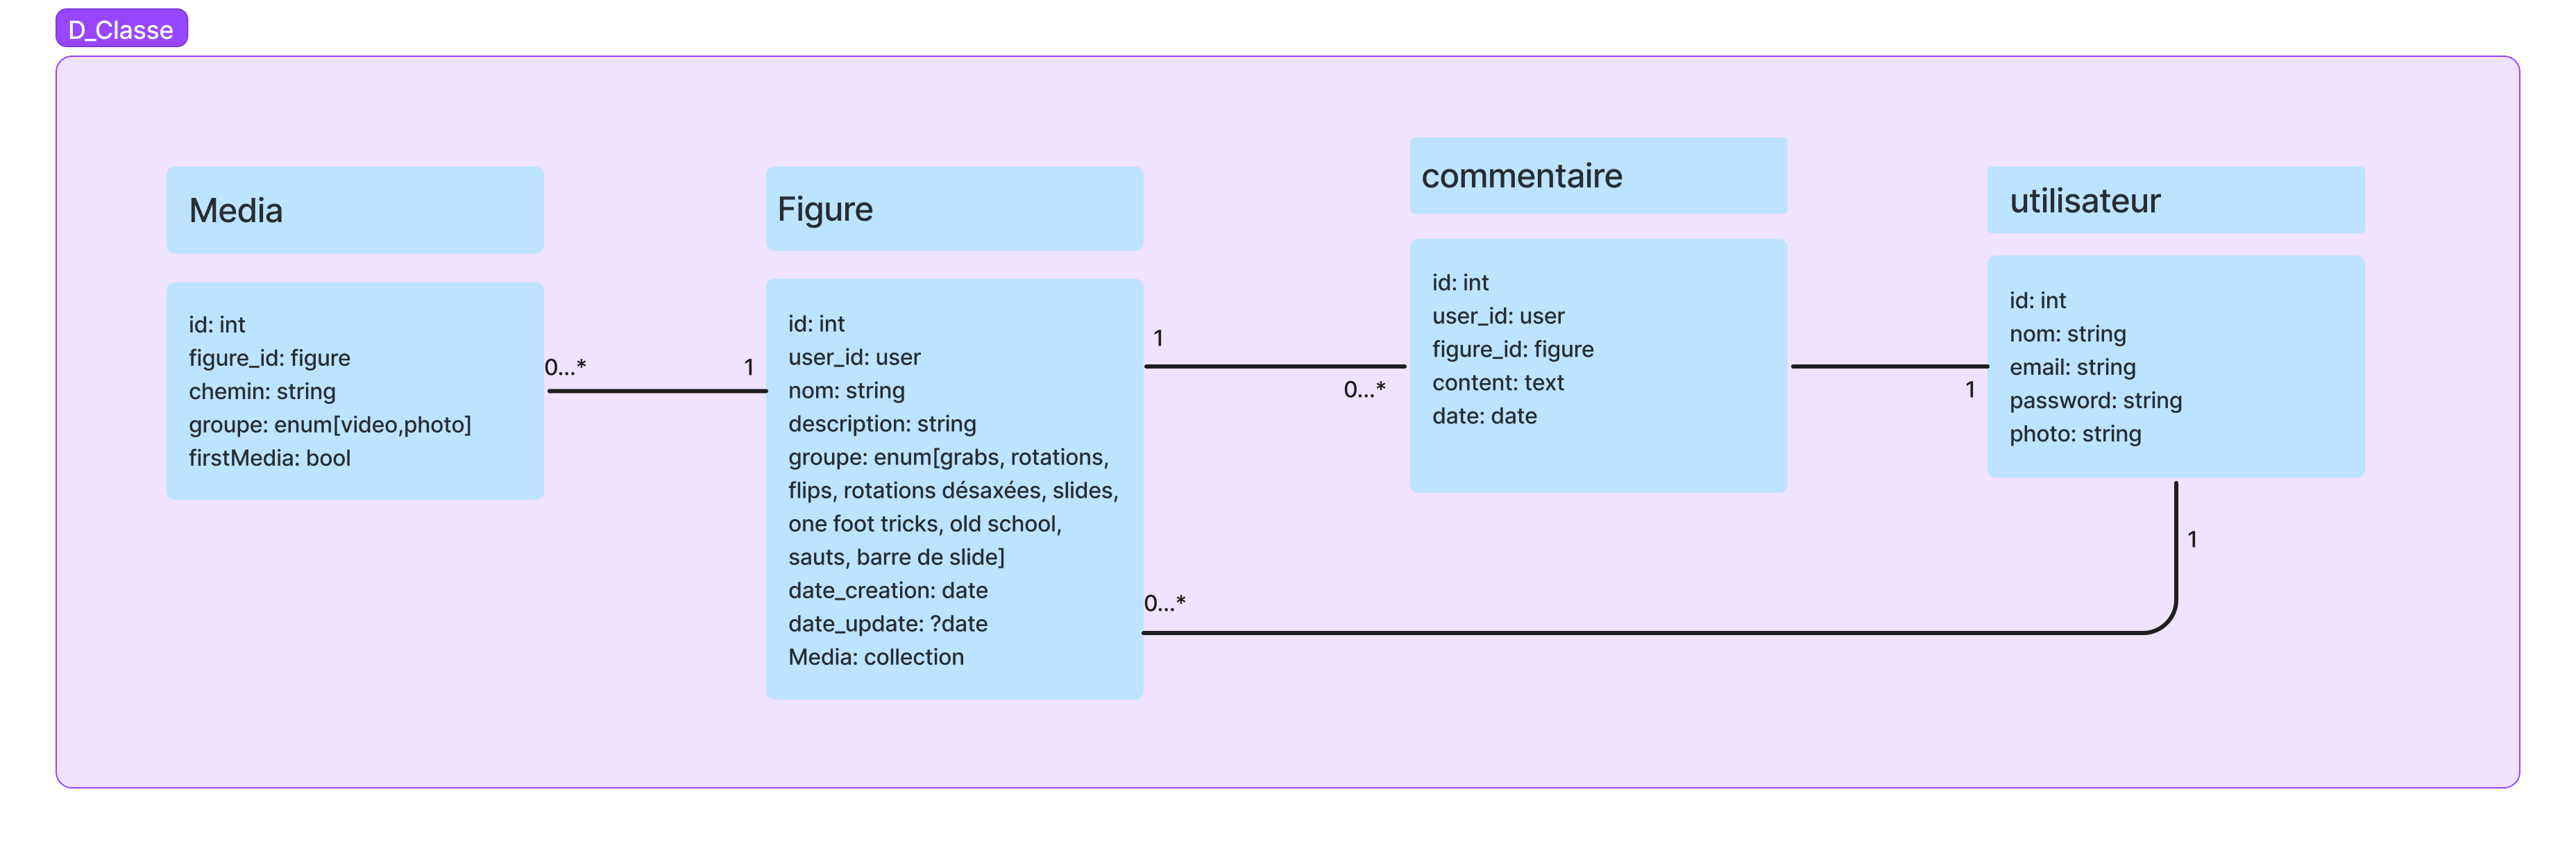 D_Classe
Media
id: int
figure_id: figure
chemin: string
groupe: enum[video,photo]
firstMedia: bool
0...*
1
Figure
id: int
user_id: user
nom: string
description: string
groupe: enum[grabs, rotations,
flips, rotations désaxées, slides,
one foot tricks, old school,
sauts, barre de slide]
date_creation: date
date_update: ?date
Media: collection
1
0...*
0...*
commentaire
id: int
user_id: user
figure_id: figure
content: text
date: date
1
utilisateur
id: int
nom: string
email: string
password: string
photo: string
1